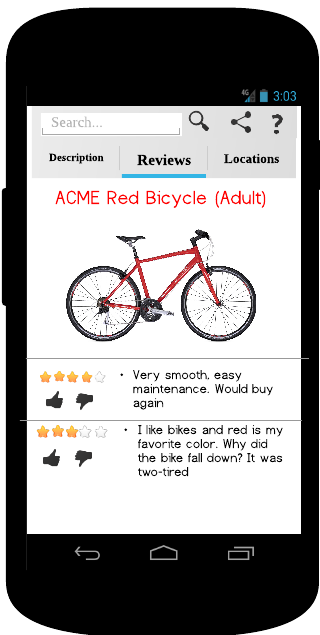 4G 3:03
Search...
?
Description Reviews Locations
ACME Red Bicycle (Adult)
• Very smooth, easy
maintenance. Would buy
again
• I like bikes and red is my
favorite color. Why did
the bike fall down? It was
two-tired